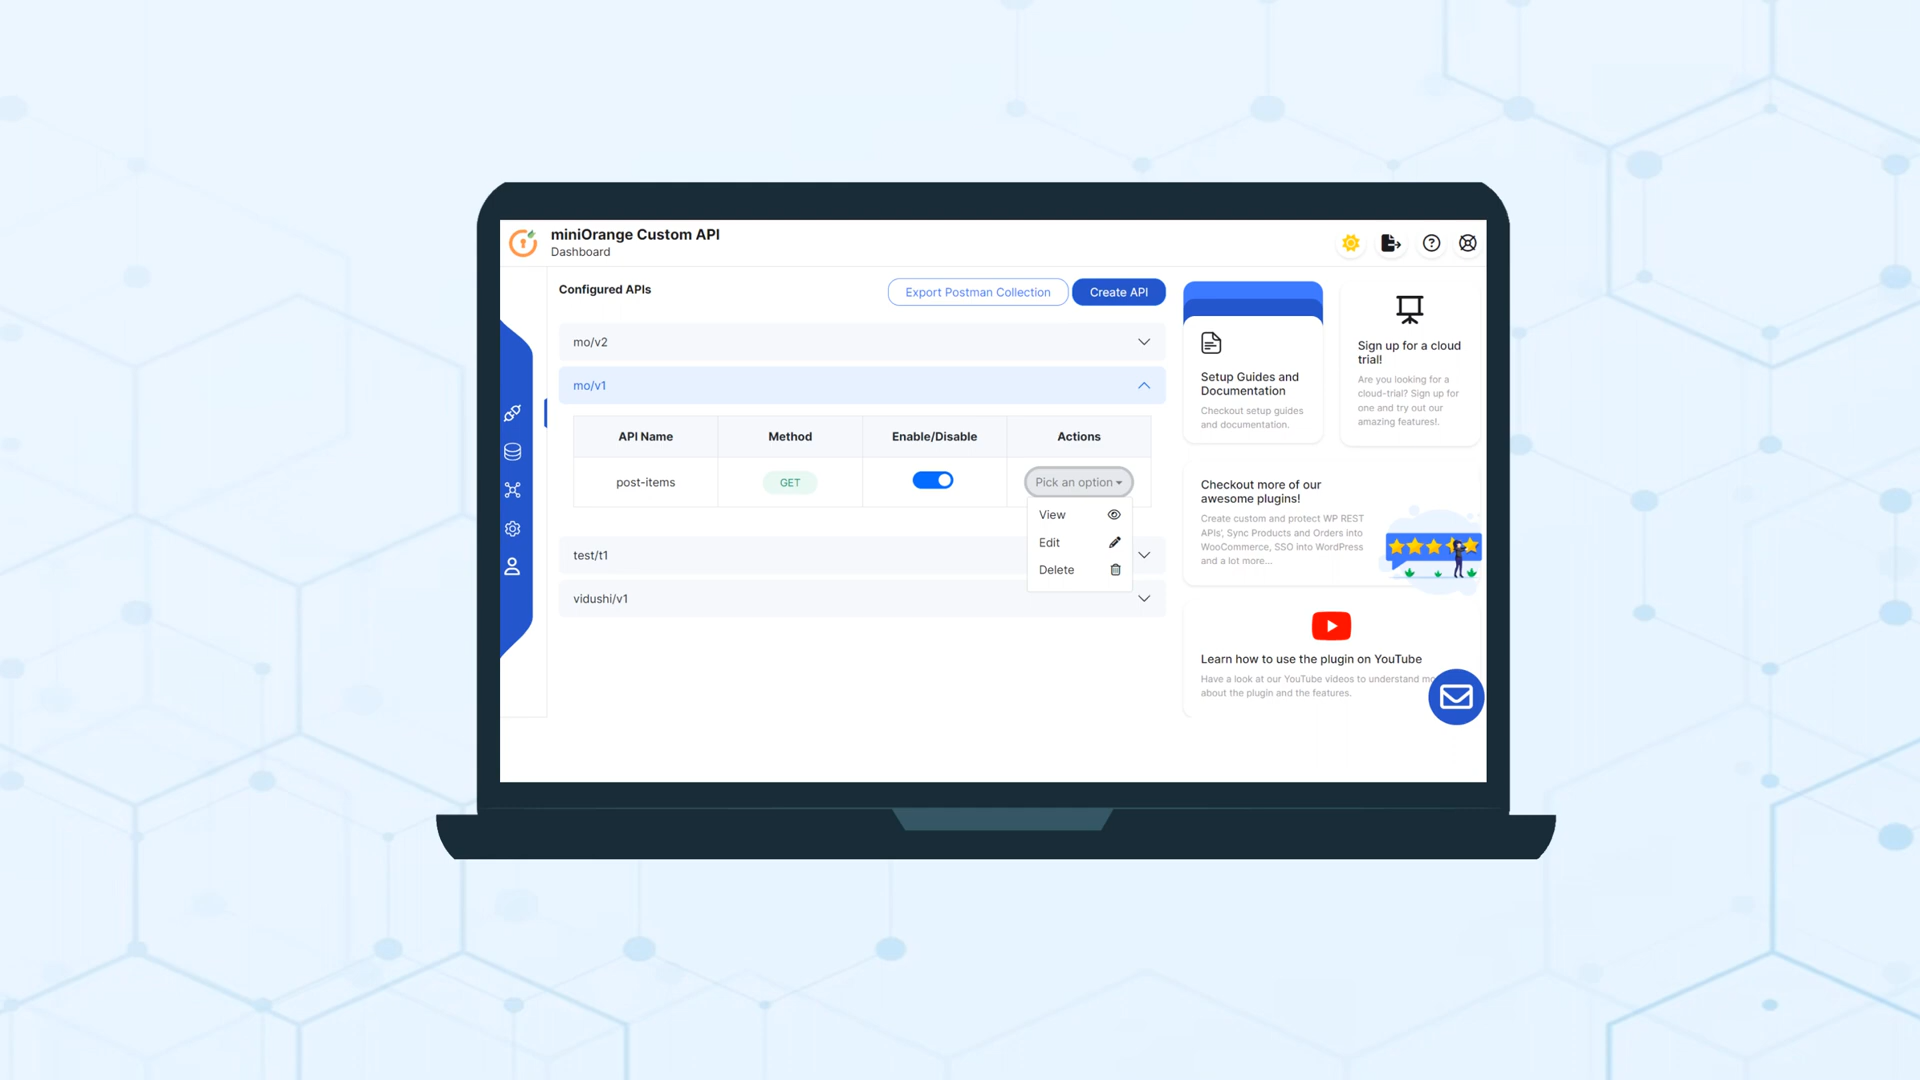 miniOrange Custom API
Dashboard
Configured APIs
Export Postman Collection
Create API
mo/v2
mo/v1
API Name
Method
Enable/Disable
Actions
post-items
GET
Pick an option
View
Edit
Delete
test/t1
vidushi/v1
Setup Guides and
Documentation
Checkout setup guides
and documentation.
Sign up for a cloud
trial!
Are you looking for a
cloud-trial? Sign up for
one and try out our
amazing features!.
Checkout more of our
awesome plugins!
Create custom and protect WP REST
APIs', Sync Products and Orders into
WooCommerce, SSO into WordPress
and a lot more...
Learn how to use the plugin on YouTube
Have a look at our YouTube videos to understand
about the plugin and the features.